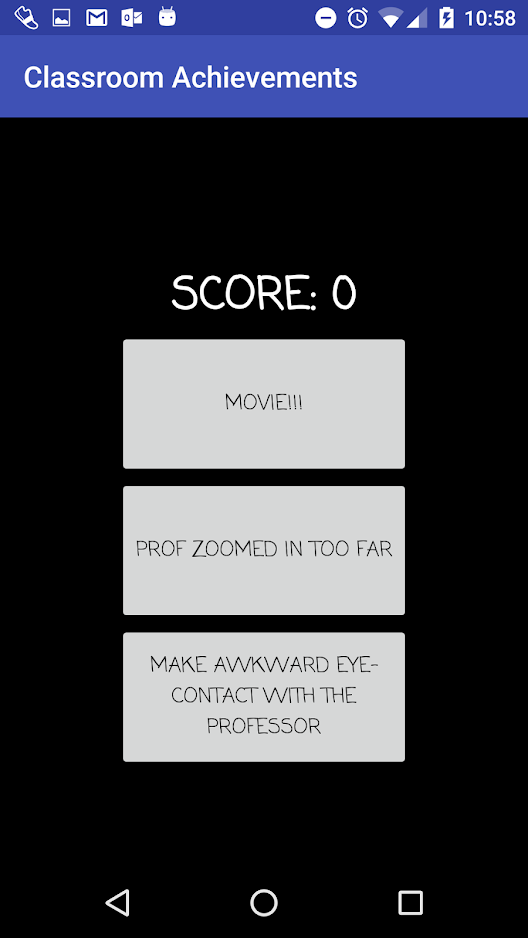 10:58
Classroom Achievements
SCORE: 0
MOVIE!!!
PROF ZOOMED IN TOO FAR
MAKE AWKWARD EYE-
CONTACT WITH THE
PROFESSOR